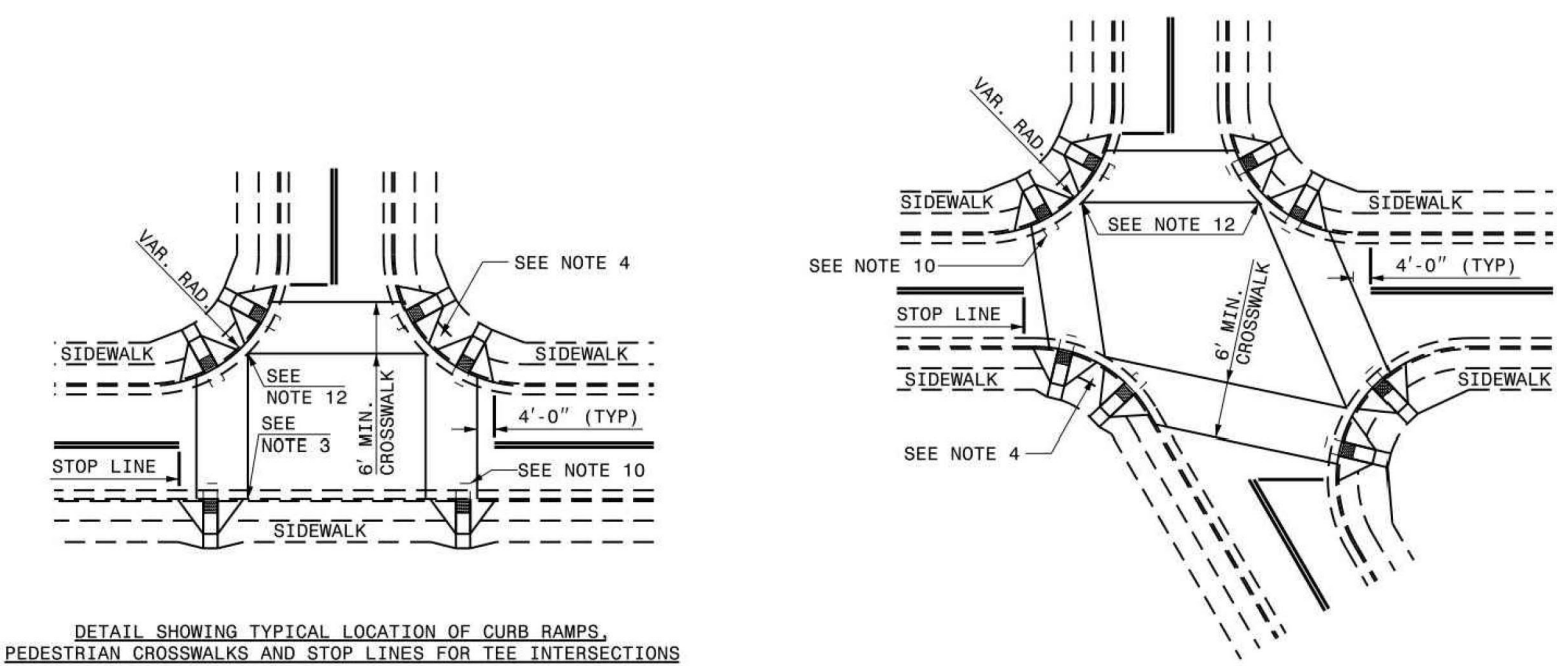 VAR. RAD.
SEE NOTE 4
SIDEWALK
SIDEWALK
SEE
NOTE 12
SEE
NOTE 3
6' MIN.
CROSSWALK
4'-0" (TYP)
STOP LINE
SEE NOTE 10
SIDEWALK
DETAIL SHOWING TYPICAL LOCATION OF CURB RAMPS,
PEDESTRIAN CROSSWALKS AND STOP LINES FOR TEE INTERSECTIONS
VAR. RAD.
SIDEWALK
SIDEWALK
SEE NOTE 12
SEE NOTE 10
4'-0" (TYP)
STOP LINE
6' MIN.
CROSSWALK
SIDEWALK
SIDEWALK
SEE NOTE 4